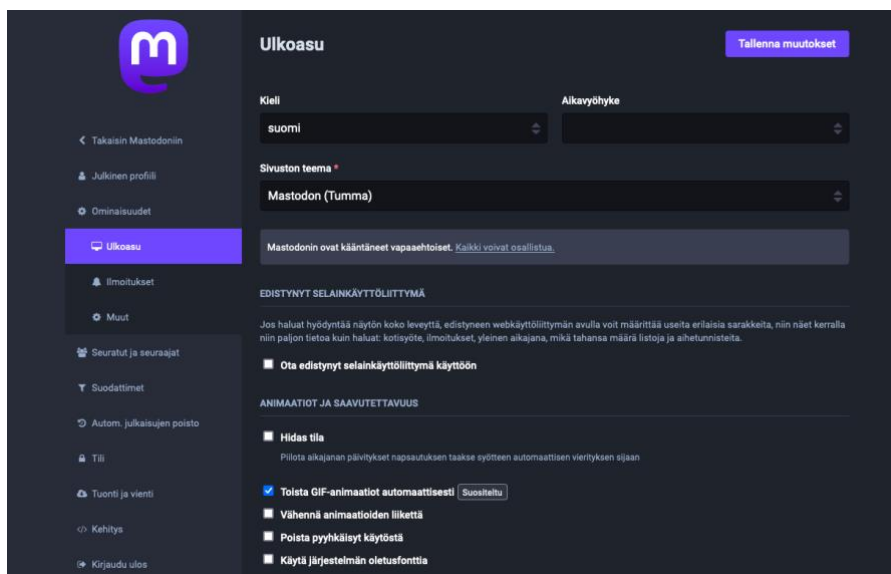 Ulkoasu
Tallenna muutokset
Kieli
Aikavyöhyke
suomi
Takaisin Mastodoniin
Julkinen profiili
Sivuston teema *
Mastodon (Tumma)
Ominaisuudet
Ulkoasu
Mastodonin ovat kääntäneet vapaaehtoiset. Kaikki voivat osallistua.
Ilmoitukset
EDISTYNYT SELAINKÄYTTÖLIITTYMÄ
Muut
Jos haluat hyödyntää näytön koko leveyttä, edistyneen webkäyttöliittymän avulla voit määrittää useita erilaisia sarakkeita, niin näet kerralla
niin paljon tietoa kuin haluat: kotisyöte, ilmoitukset, yleinen aikajana, mikä tahansa määrä listoja ja aihetunnisteita.
Seuratut ja seuraajat
Ota edistynyt selainkäyttöliittymä käyttöön
Suodattimet
ANIMAATIOT JA SAAVUTETTAVUUS
Autom. julkaisujen poisto
Hidas tila
Piilota aikajanan päivitykset napsautuksen taakse syötteen automaattisen vierityksen sijaan
Tili
Tuonti ja vienti
Toista GIF-animaatiot automaattisesti Suositeltu
Vähennä animaatioiden liikettä
Kehitys
Poista pyyhkäisyt käytöstä
Käytä järjestelmän oletusfonttia
Kirjaudu ulos